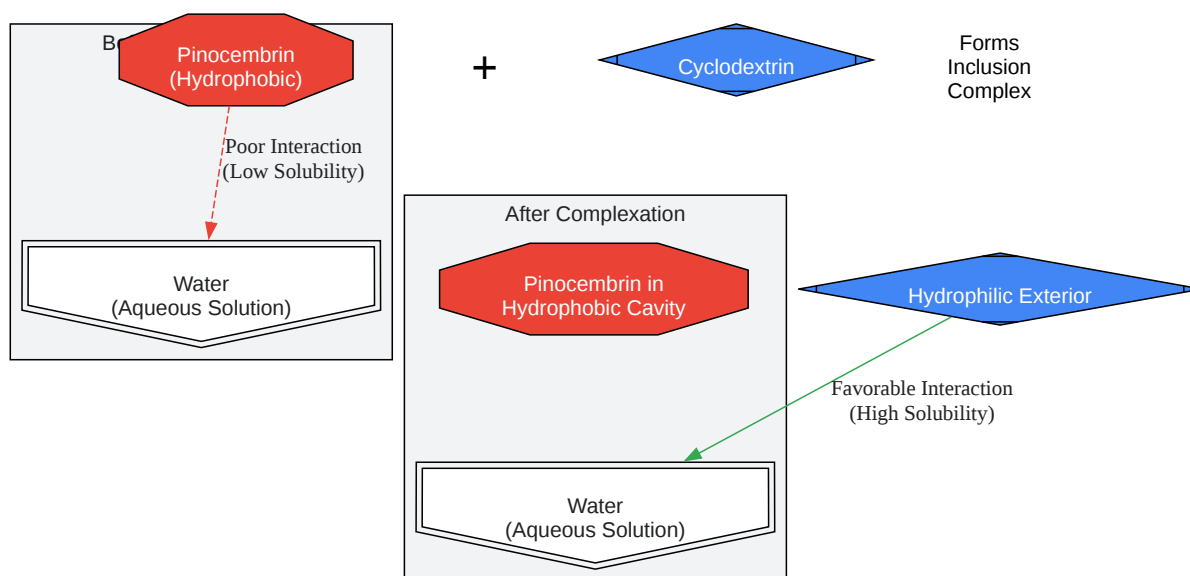 Pinocembrin
(Hydrophobic)
+
Cyclodextrin
Forms
Inclusion
Complex
Poor Interaction
(Low Solubility)
Water
(Aqueous Solution)
After Complexation
Pinocembrin in
Hydrophobic Cavity
Hydrophilic Exterior
Favorable Interaction
(High Solubility)
Water
(Aqueous Solution)